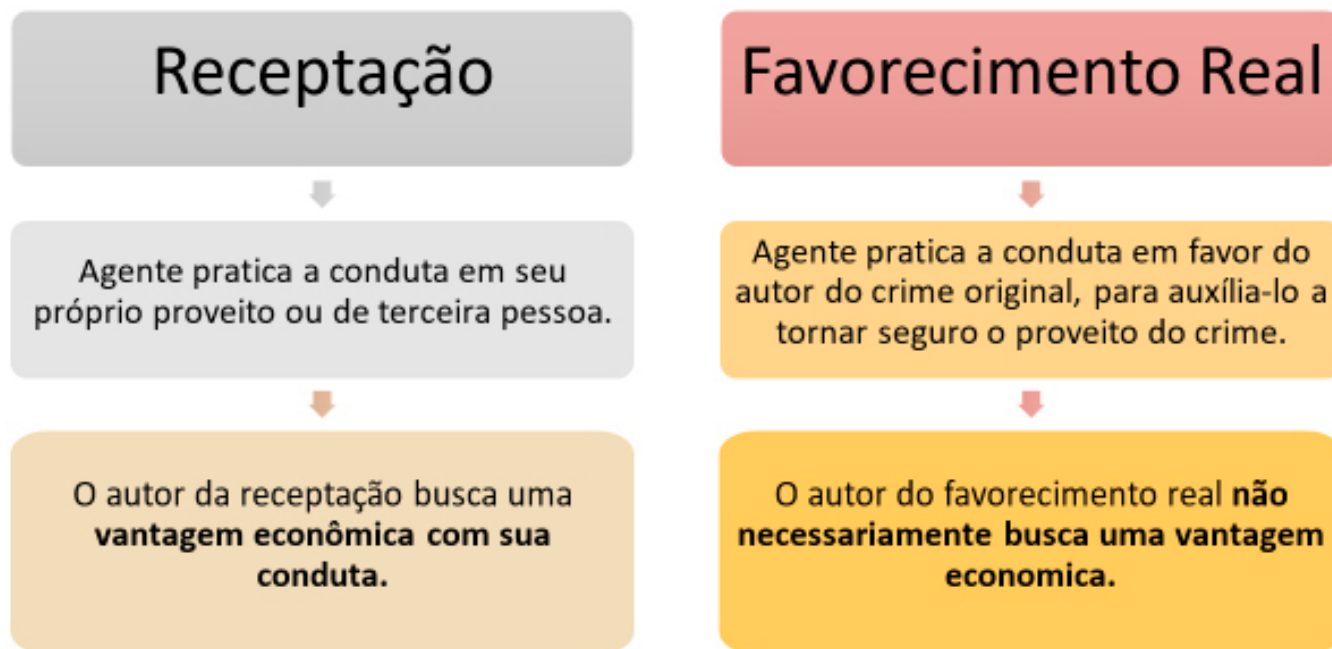 Receptação
Agente pratica a conduta em seu
próprio proveito ou de terceira pessoa.
O autor da receptação busca uma
vantagem econômica com sua
conduta.
Favorecimento Real
Agente pratica a conduta em favor do
autor do crime original, para auxília-lo a
tornar seguro o proveito do crime.
O autor do favorecimento real não
necessariamente busca uma vantagem
economica.